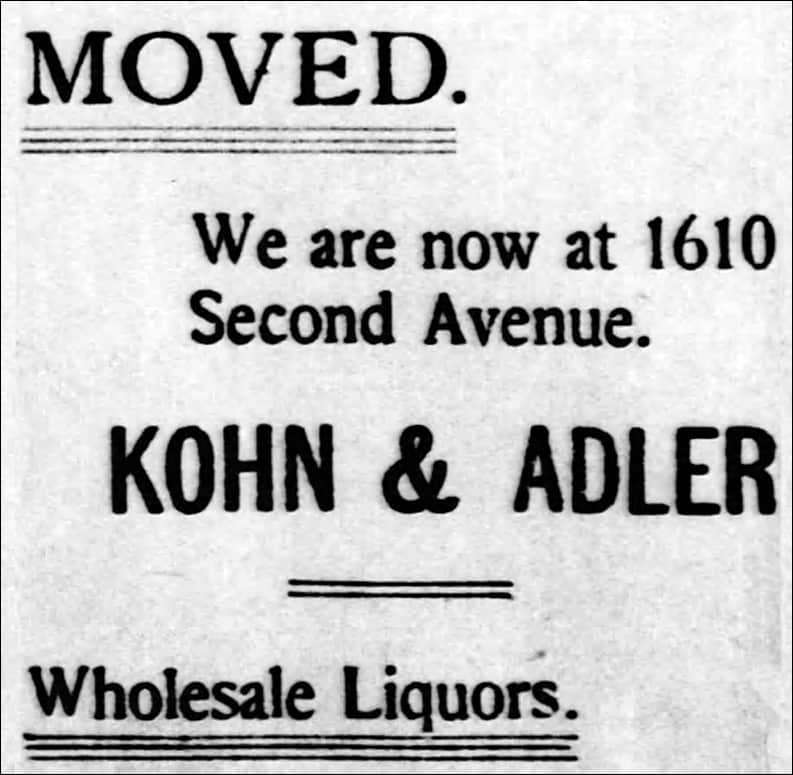 MOVED.
We are now at 1610
Second Avenue.
KOHN & ADLER
Wholesale Liquors.